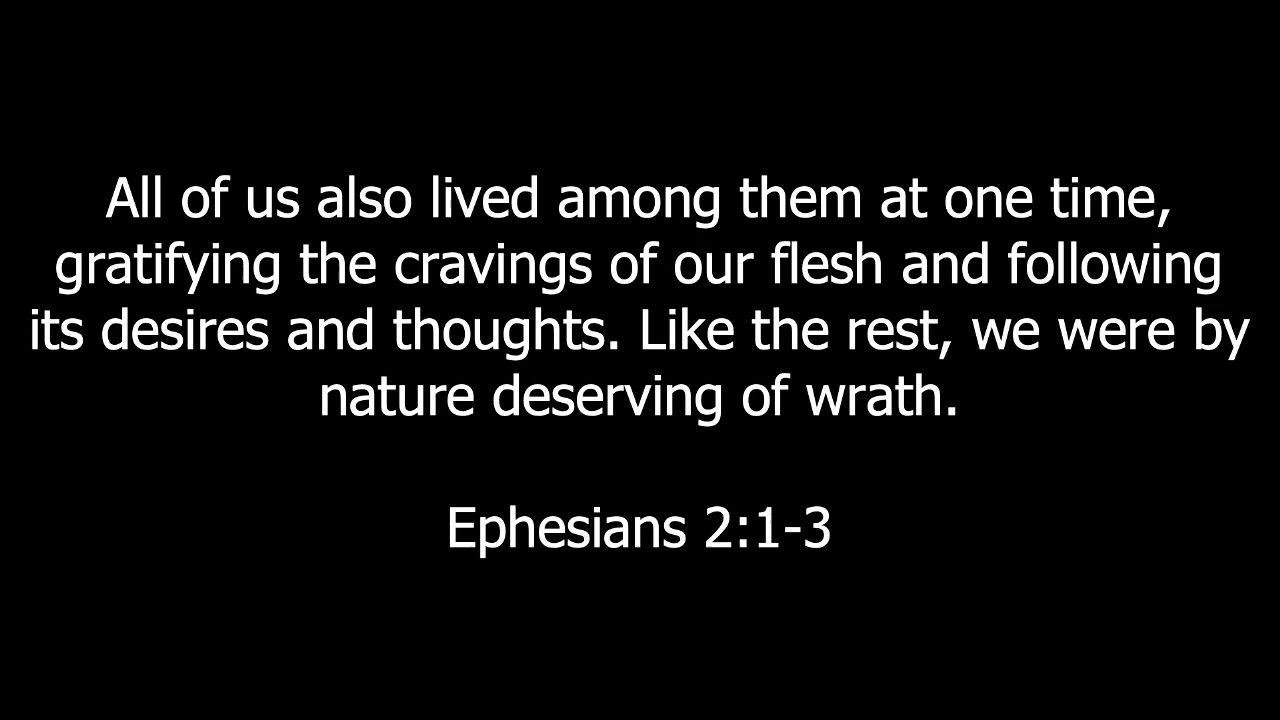 All of us also lived among them at one time,
gratifying the cravings of our flesh and following
its desires and thoughts. Like the rest, we were by
nature deserving of wrath.
Ephesians 2:1-3